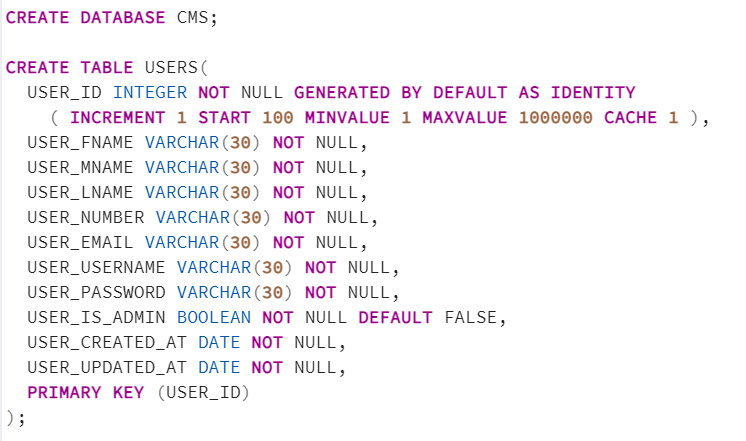 CREATE DATABASE CMS;
CREATE TABLE USERS(
USER_ID INTEGER NOT NULL GENERATED BY DEFAULT AS IDENTITY
( INCREMENT 1 START 100 MINVALUE 1 MAXVALUE 1000000 CACHE 1 ),
USER_FNAME VARCHAR(30) NOT NULL,
USER_MNAME VARCHAR(30) NOT NULL,
USER_LNAME VARCHAR(30) NOT NULL,
USER_NUMBER VARCHAR(30) NOT NULL,
USER_EMAIL VARCHAR(30) NOT NULL,
USER_USERNAME VARCHAR(30) NOT NULL,
USER_PASSWORD VARCHAR(30) NOT NULL,
USER_IS_ADMIN BOOLEAN NOT NULL DEFAULT FALSE,
USER_CREATED_AT DATE NOT NULL,
USER_UPDATED_AT DATE NOT NULL,
PRIMARY KEY (USER_ID)
);